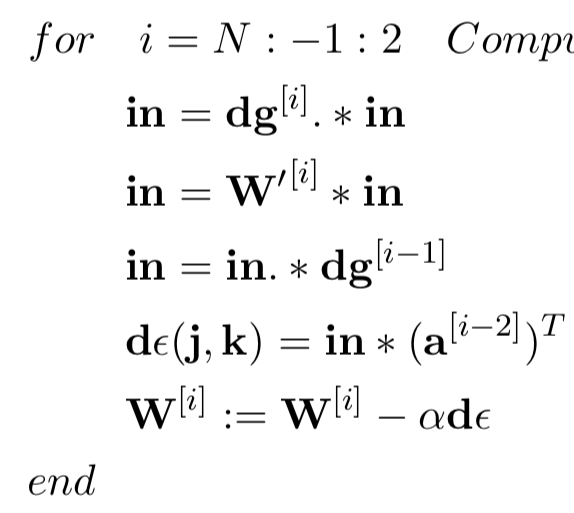 for i = N : −1 : 2
in = dg^[i]. * in
in = W′^[i] * in
in = in. * dg^[i−1]
dϵ(j, k) = in * (a^[i−2])^T
W^[i] := W^[i] − αdϵ
end